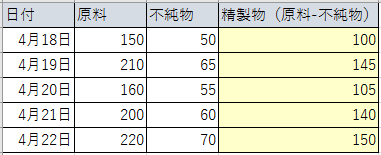 日付 原料 不純物 精製物（原料-不純物）
4月18日 150 50 100
4月19日 210 65 145
4月20日 160 55 105
4月21日 200 60 140
4月22日 220 70 150